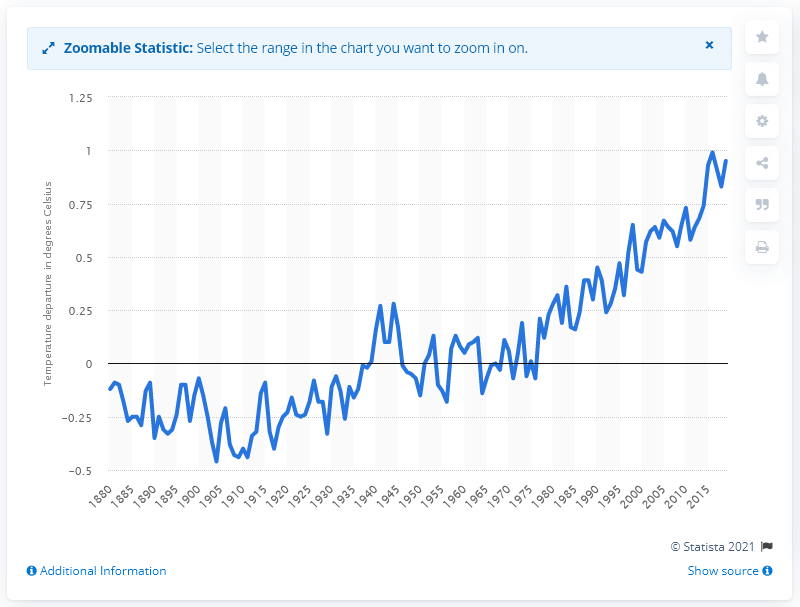 Zoomable Statistic: Select the range in the chart you want to zoom in on.
×
1.25
1
0.75
0.5
0.25
0
−0.25
−0.5
Temperature departure in degrees Celsius
1880 1885 1890 1895 1900 1905 1910 1915 1920 1925 1930 1935 1940 1945 1950 1955 1960 1965 1970 1975 1980 1985 1990 1995 2000 2005 2010 2015
© Statista 2021
Additional Information
Show source